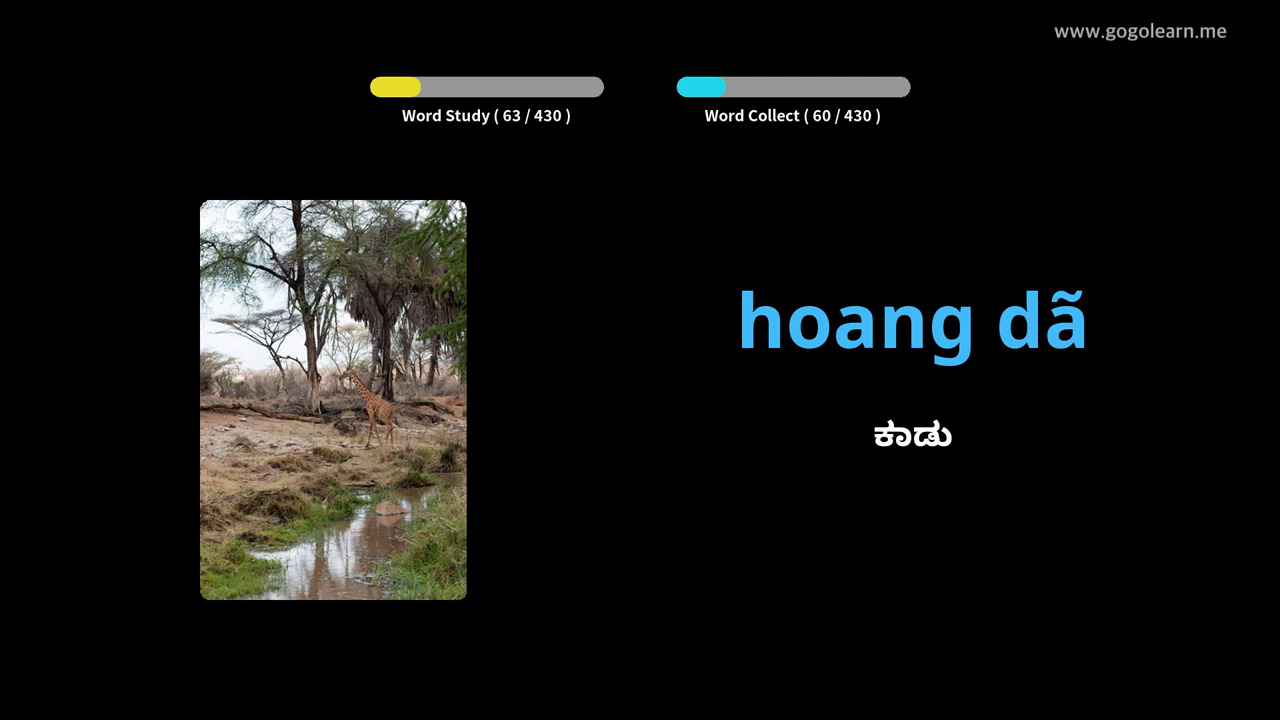 www.gogolearn.me
Word Study ( 63 / 430 )
Word Collect ( 60 / 430 )
hoang dã
ಕಾಡು